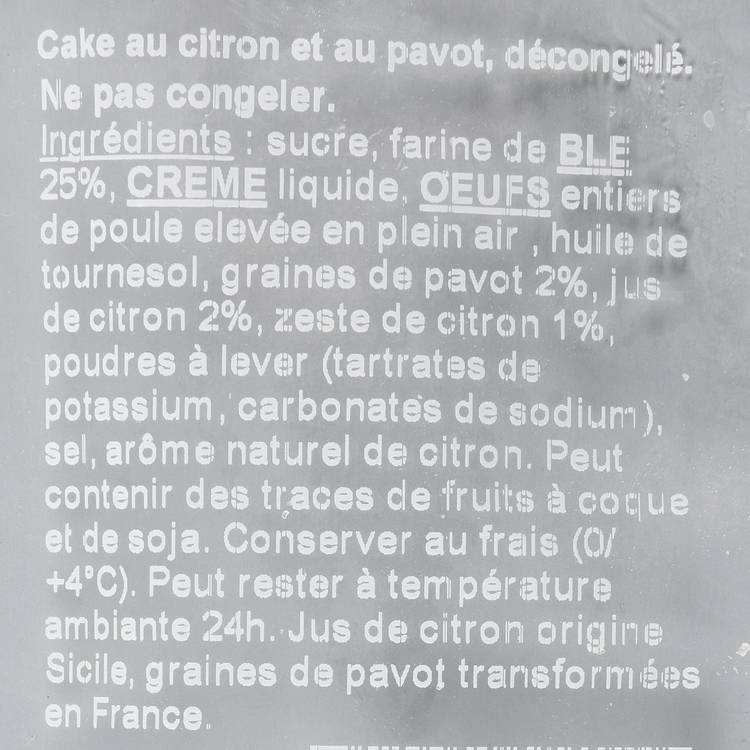 Cake au citron et au pavot, décongelé.
Ne pas congeler.
Ingrédients : sucre, farine de BLE
25%, CREME liquide, OEUFS entiers
de poule elevée en plein air , huile de
tournesol, graines de pavot 2%, jus
de citron 2%, zeste de citron 1%,
poudres à lever (tartrates de
potassium, carbonates de sodium),
sel, arôme naturel de citron. Peut
contenir des traces de fruits à coque
et de soja. Conserver au frais (0/
+4°C). Peut rester à température
ambiante 24h. Jus de citron origine
Sicile, graines de pavot transformées
en France.